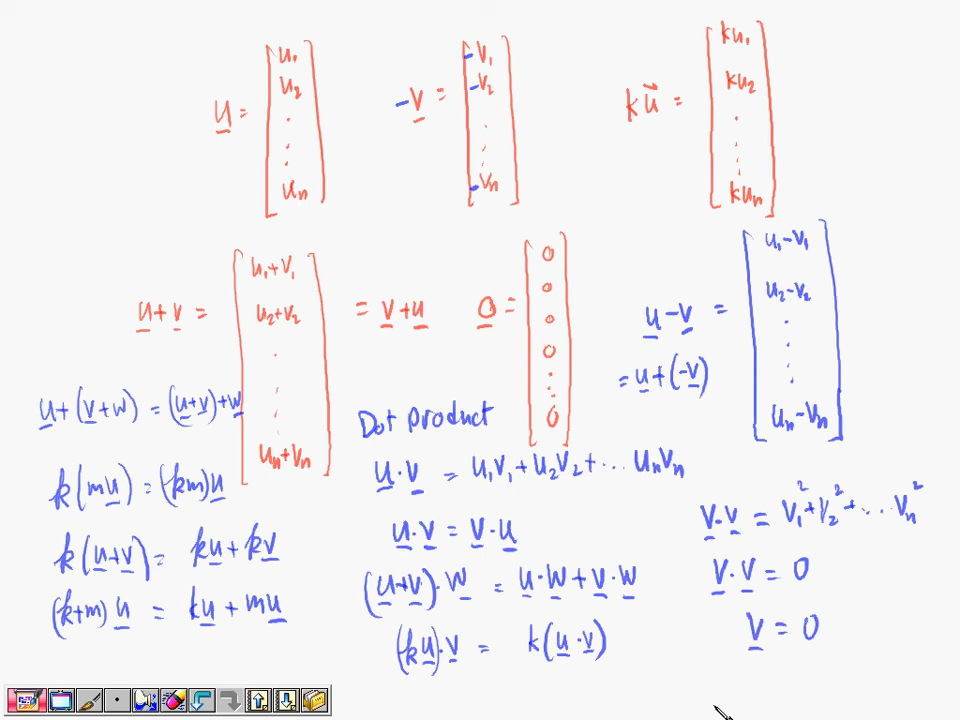 u = [u₁ u₂ . . . uₙ]
-v = [-v₁ -v₂ . . . -vₙ]
ku⃗ = [ku₁ ku₂ . . . . kuₙ]
u+v = [u₁+v₁ u₂+v₂ . . . . uₙ+vₙ] = v+u
0 = [0 0 0 0 . . . 0]
u-v = [u₁-v₁ u₂-v₂ . . . . uₙ-vₙ]
= u+(-v)
u+(v+w) = (u+v)+w
k(mu) = (km)u
k(u+v) = ku+kv
(k+m)u = ku+mu
Dot product
u·v = u₁v₁+u₂v₂+... uₙvₙ
u·v = v·u
(u+v)·w = u·w+v·w
(ku)·v = k(u·v)
v·v = v₁²+v₂²+... vₙ²
v·v = 0
v = 0